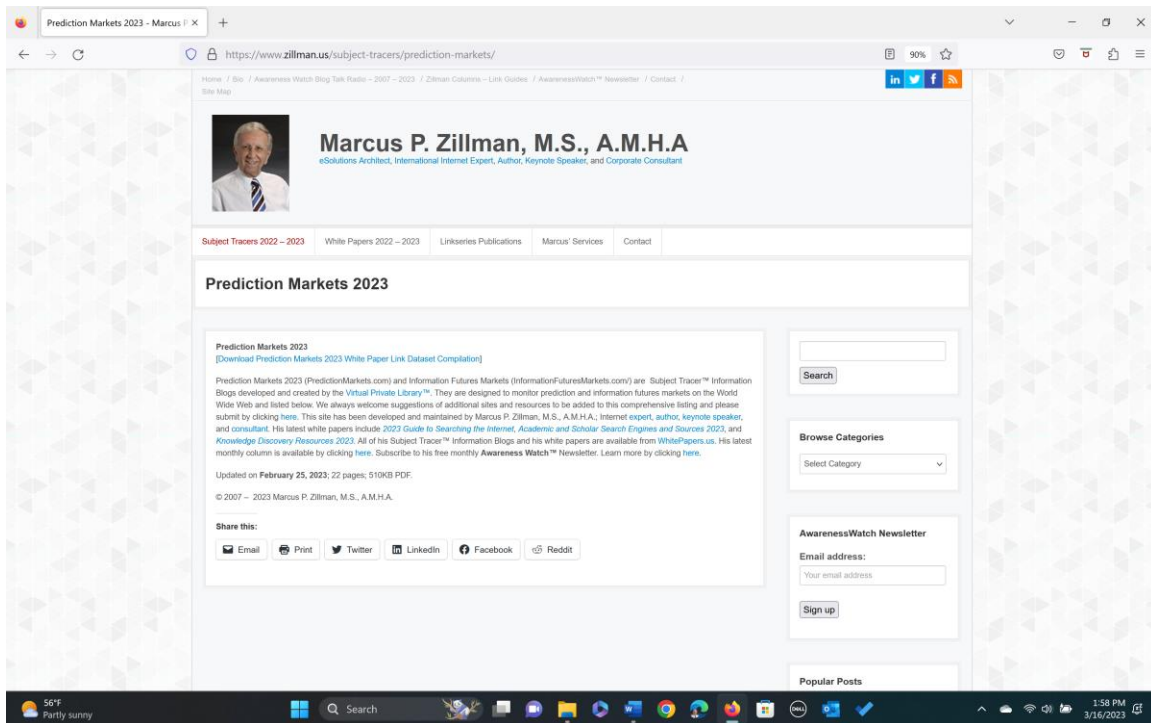 Prediction Markets 2023 - Marcus P
https://www.zillman.us/subject-tracers/prediction-markets/
90%
Home / Bio / Awareness Watch Blog Talk Radio – 2007 – 2023 / Zillman Columns – Link Guides / AwarenessWatch™ Newsletter / Contact /
Site Map
Marcus P. Zillman, M.S., A.M.H.A
eSolutions Architect, International Internet Expert, Author, Keynote Speaker, and Corporate Consultant
Subject Tracers 2022 – 2023
White Papers 2022 – 2023
Linkseries Publications
Marcus' Services
Contact
Prediction Markets 2023
Prediction Markets 2023
[Download Prediction Markets 2023 White Paper Link Dataset Compilation]
Prediction Markets 2023 (PredictionMarkets.com) and Information Futures Markets (InformationFuturesMarkets.com/) are Subject Tracer™ Information
Blogs developed and created by the Virtual Private Library™. They are designed to monitor prediction and information futures markets on the World
Wide Web and listed below. We always welcome suggestions of additional sites and resources to be added to this comprehensive listing and please
submit by clicking here. This site has been developed and maintained by Marcus P. Zillman, M.S., A.M.H.A.; Internet expert, author, keynote speaker,
and consultant. His latest white papers include 2023 Guide to Searching the Internet, Academic and Scholar Search Engines and Sources 2023, and
Knowledge Discovery Resources 2023. All of his Subject Tracer™ Information Blogs and his white papers are available from WhitePapers.us. His latest
monthly column is available by clicking here. Subscribe to his free monthly Awareness Watch™ Newsletter. Learn more by clicking here.
Updated on February 25, 2023; 22 pages; 510KB PDF.
© 2007 – 2023 Marcus P. Zillman, M.S., A.M.H.A.
Share this:
Email
Print
Twitter
LinkedIn
Facebook
Reddit
Search
Browse Categories
Select Category
AwarenessWatch Newsletter
Email address:
Your email address
Sign up
Popular Posts
56°F
Partly sunny
Search
DELL
1:58 PM
3/16/2023